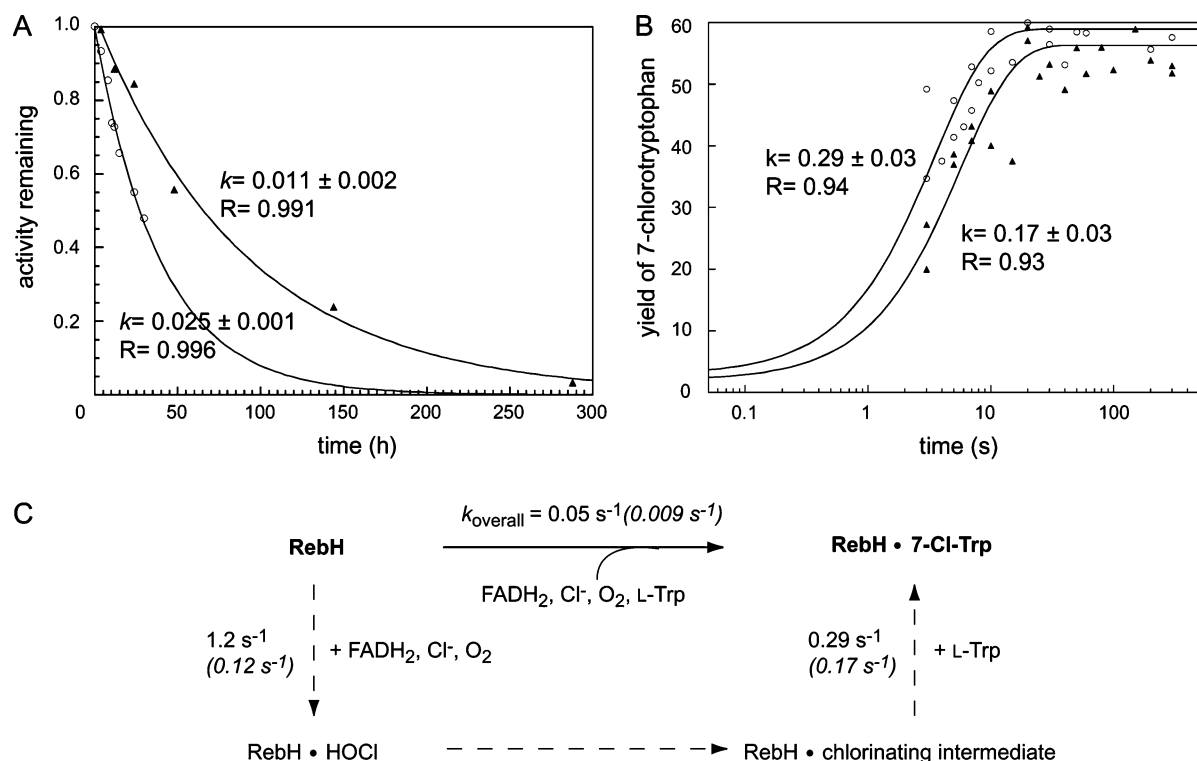 A
1.0
0.8
0.6
0.4
0.2
activity remaining
k= 0.011 ± 0.002
R= 0.991
k= 0.025 ± 0.001
R= 0.996
0 50 100 150 200 250 300
time (h)
B
60
50
40
30
20
10
0
yield of 7-chlorotryptophan
k= 0.29 ± 0.03
R= 0.94
k= 0.17 ± 0.03
R= 0.93
0.1 1 10 100
time (s)
C
koverall = 0.05 s-1(0.009 s-1)
RebH RebH • 7-Cl-Trp
FADH2, Cl-, O2, L-Trp
1.2 s-1 0.29 s-1
(0.12 s-1) + FADH2, Cl-, O2 (0.17 s-1) + L-Trp
RebH • HOCl RebH • chlorinating intermediate